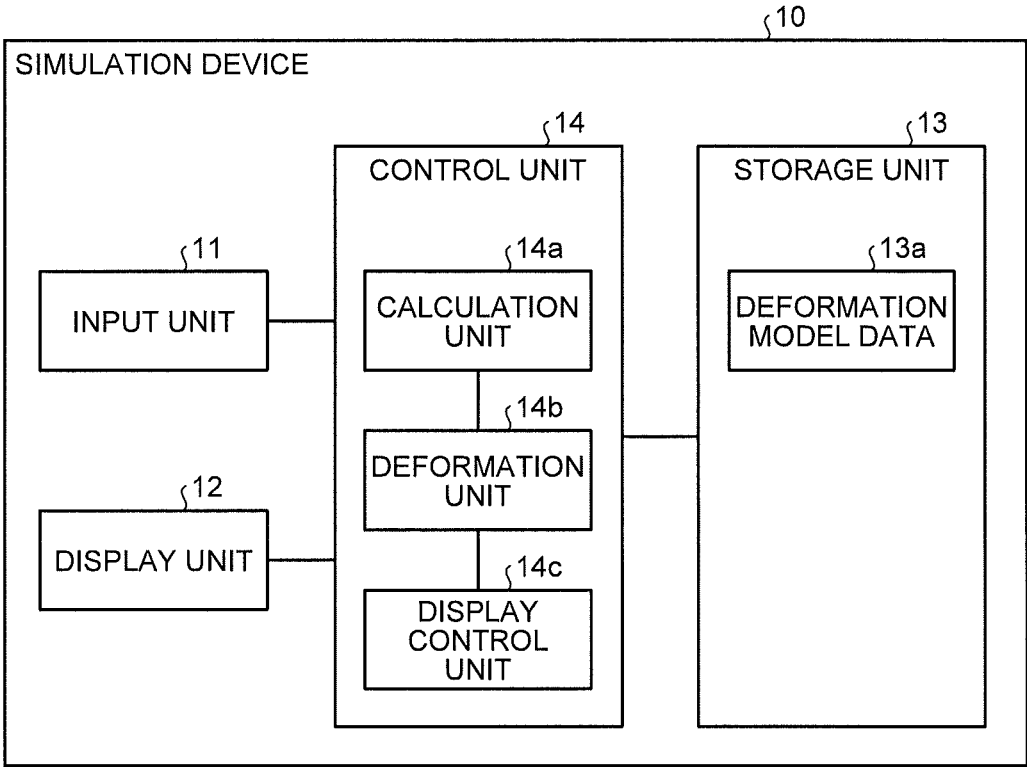 10
SIMULATION DEVICE
14
CONTROL UNIT
13
STORAGE UNIT
11
INPUT UNIT
14a
CALCULATION
UNIT
13a
DEFORMATION
MODEL DATA
14b
DEFORMATION
UNIT
12
DISPLAY UNIT
14c
DISPLAY
CONTROL
UNIT